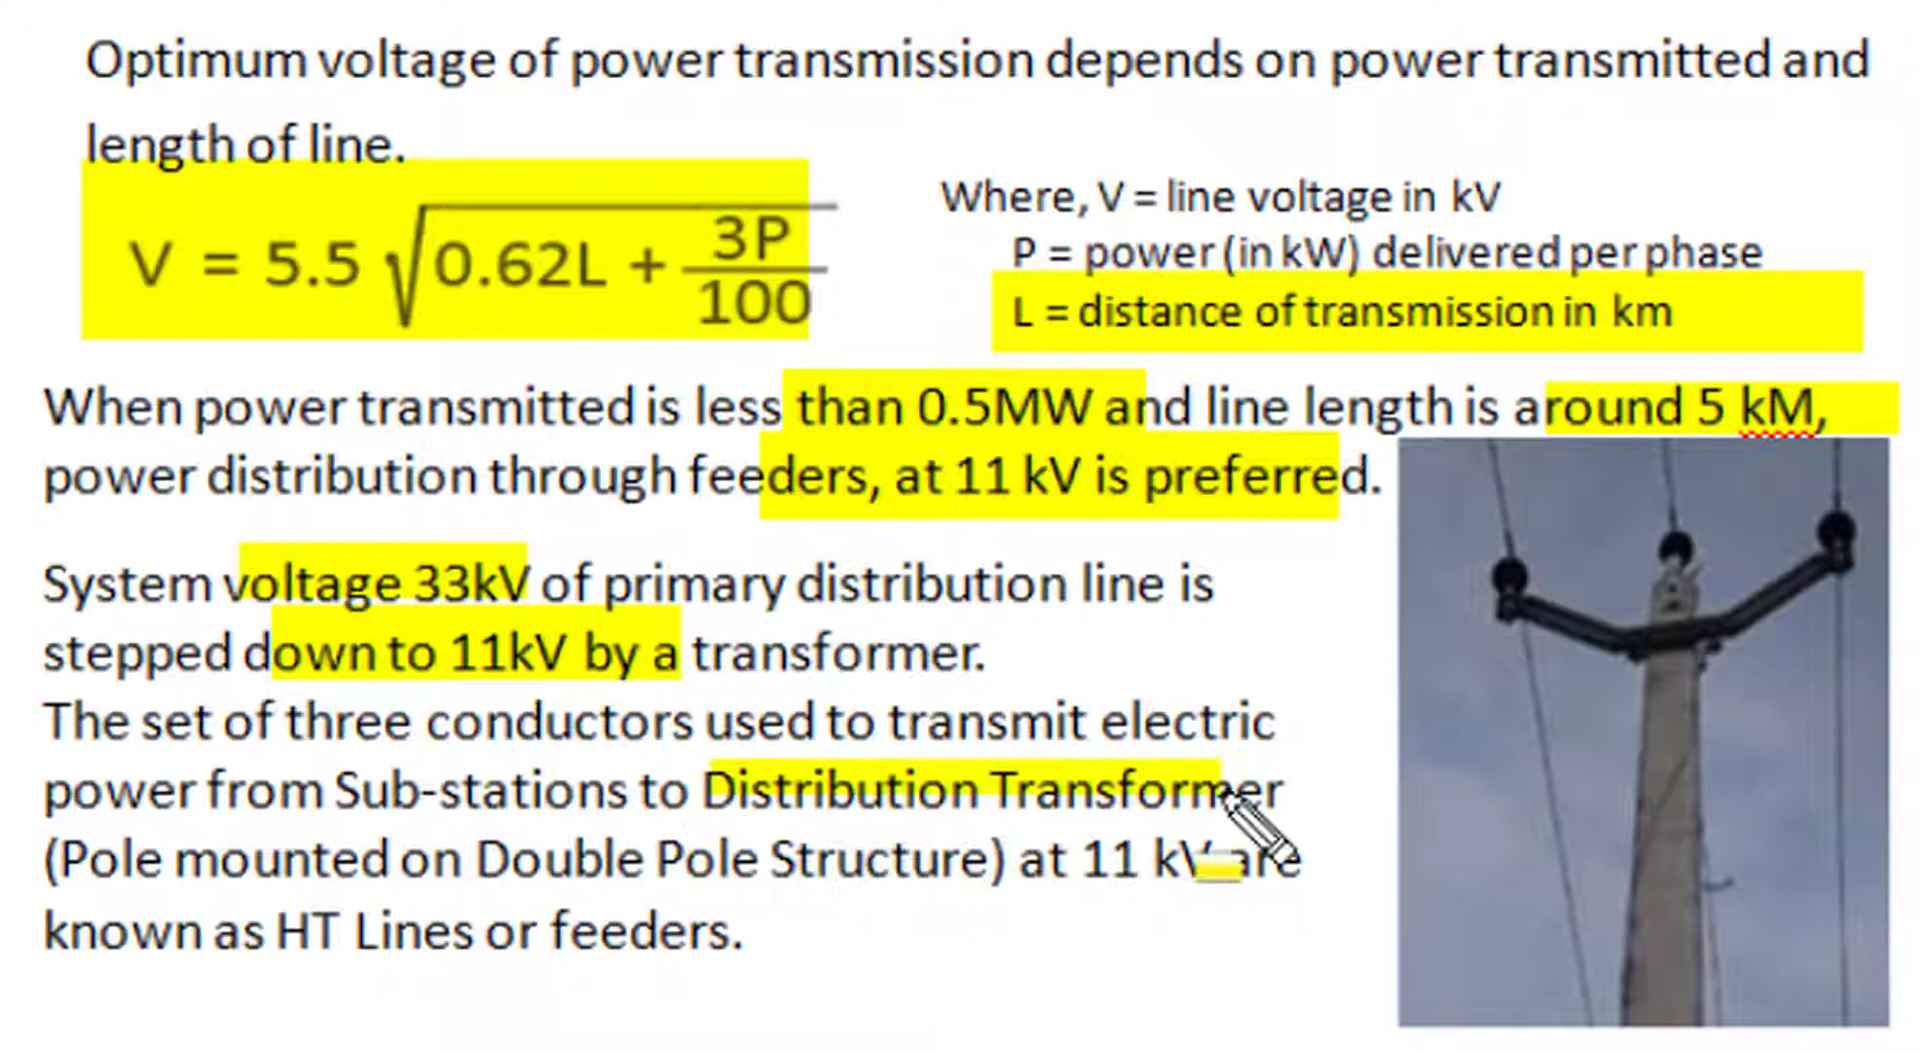 Optimum voltage of power transmission depends on power transmitted and
length of line.
V = 5.5 √(0.62L + 3P/100)
Where, V = line voltage in kV
P = power (in kW) delivered per phase
L = distance of transmission in km
When power transmitted is less than 0.5MW and line length is around 5 kM,
power distribution through feeders, at 11 kV is preferred.
System voltage 33kV of primary distribution line is
stepped down to 11kV by a transformer.
The set of three conductors used to transmit electric
power from Sub-stations to Distribution Transformer
(Pole mounted on Double Pole Structure) at 11 kV are
known as HT Lines or feeders.